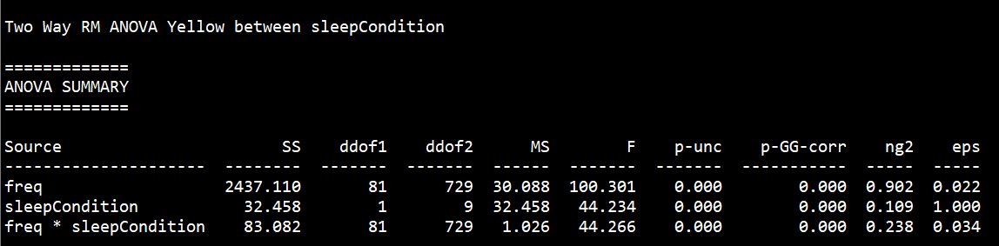 Two Way RM ANOVA Yellow between sleepCondition
=============
ANOVA SUMMARY
=============
Source SS ddof1 ddof2 MS F p-unc p-GG-corr ng2 eps
---------------------- -------- ------- ------- ------ ------- ------- ----------- ----- -----
freq 2437.110 81 729 30.088 100.301 0.000 0.000 0.902 0.022
sleepCondition 32.458 1 9 32.458 44.234 0.000 0.000 0.109 1.000
freq * sleepCondition 83.082 81 729 1.026 44.266 0.000 0.000 0.238 0.034